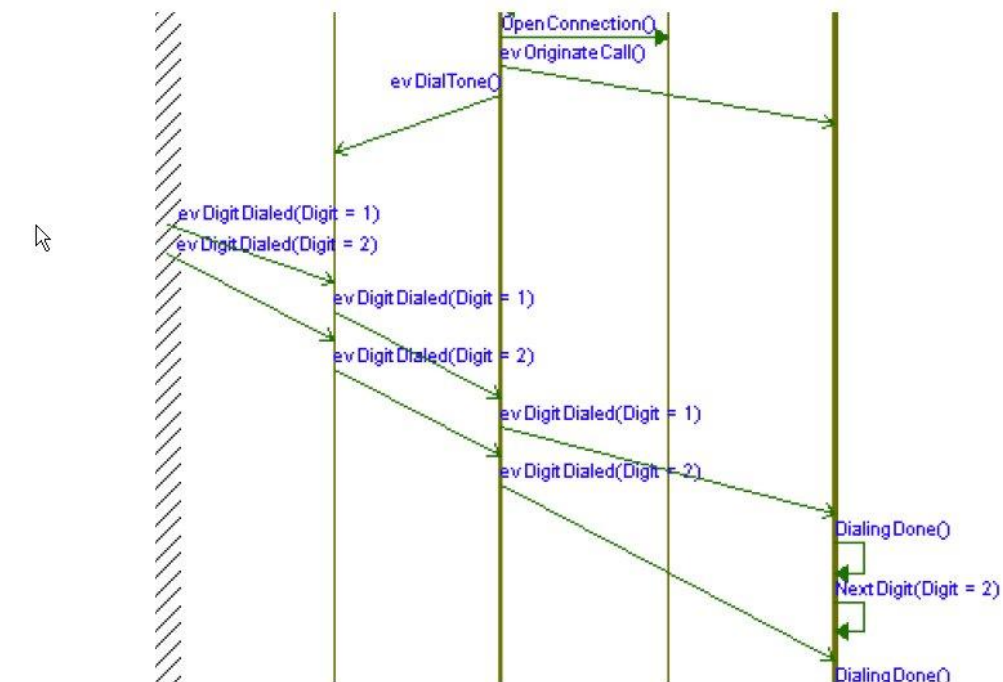 OpenConnection()
evOriginateCall()
evDialTone()
evDigitDialed(Digit = 1)
evDigitDialed(Digit = 2)
evDigitDialed(Digit = 1)
evDigitDialed(Digit = 2)
evDigitDialed(Digit = 1)
evDigitDialed(Digit = 2)
DialingDone()
NextDigit(Digit = 2)
DialingDone()